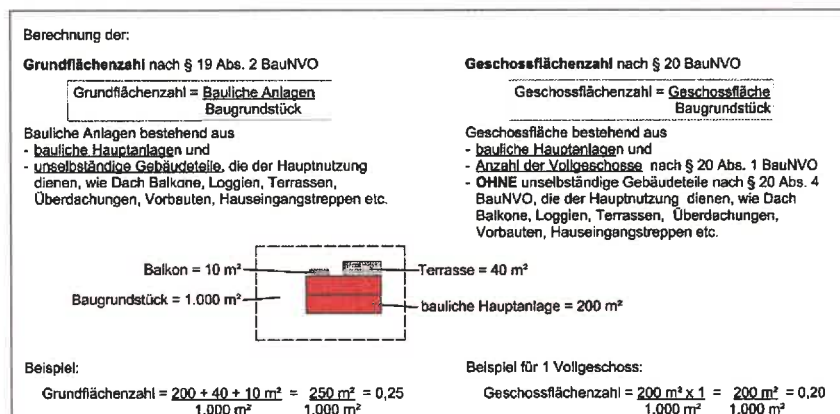 Berechnung der:
Grundflächenzahl nach § 19 Abs. 2 BauNVO
Grundflächenzahl = Bauliche Anlagen
Baugrundstück
Bauliche Anlagen bestehend aus
- bauliche Hauptanlagen und
- unselbständige Gebäudeteile, die der Hauptnutzung
dienen, wie Dach Balkone, Loggien, Terrassen,
Überdachungen, Vorbauten, Hauseingangstreppen etc.
Geschossflächenzahl nach § 20 BauNVO
Geschossflächenzahl = Geschossfläche
Baugrundstück
Geschossfläche bestehend aus
- bauliche Hauptanlagen und
- Anzahl der Vollgeschosse nach § 20 Abs. 1 BauNVO
- OHNE unselbständige Gebäudeteile nach § 20 Abs. 4
BauNVO, die der Hauptnutzung dienen, wie Dach
Balkone, Loggien, Terrassen, Überdachungen,
Vorbauten, Hauseingangstreppen etc.
Balkon = 10 m²
Terrasse = 40 m²
Baugrundstück = 1.000 m²
bauliche Hauptanlage = 200 m²
Beispiel:
Grundflächenzahl = 200 + 40 + 10 m² = 250 m² = 0,25
1.000 m² 1.000 m²
Beispiel für 1 Vollgeschoss:
Geschossflächenzahl = 200 m² x 1 = 200 m² = 0,20
1.000 m² 1.000 m²